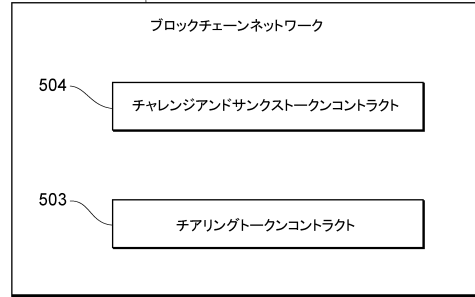 ブロックチェーンネットワーク
504
チャレンジアンドサンクストークンコントラクト
503
チアリングトークンコントラクト